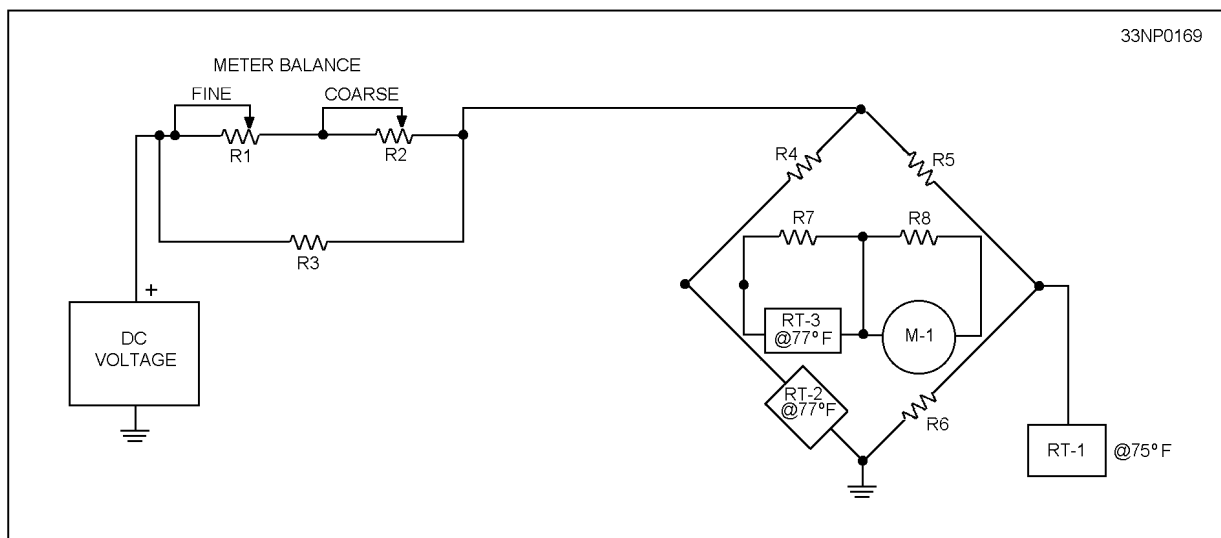 33NP0169
METER BALANCE
FINE
COARSE
R1
R2
R3
+
DC
VOLTAGE
R4
R5
R7
R8
RT-3
@77°F
M-1
RT-2
@77°F
R6
RT-1
@75°F